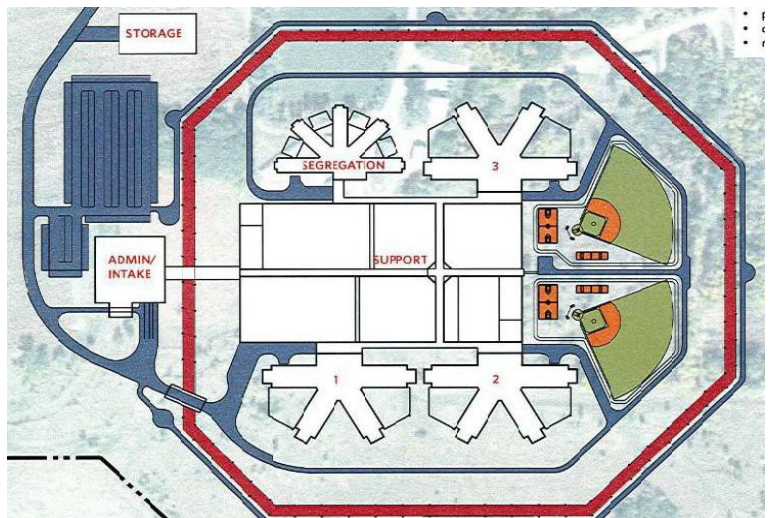 STORAGE
SEGREGATION
3
ADMIN/
INTAKE
SUPPORT
1
2